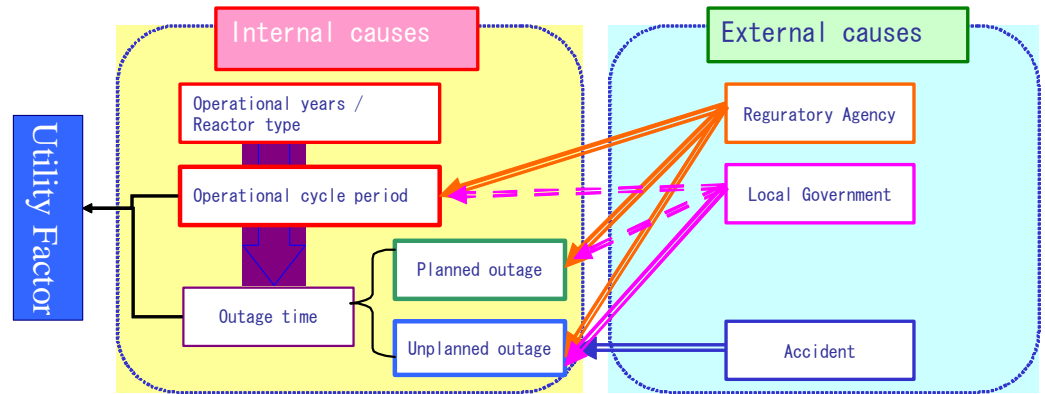 Internal causes
External causes
Operational years /
Reactor type
Reguratory Agency
Utility Factor
Operational cycle period
Local Government
Planned outage
Outage time
Unplanned outage
Accident